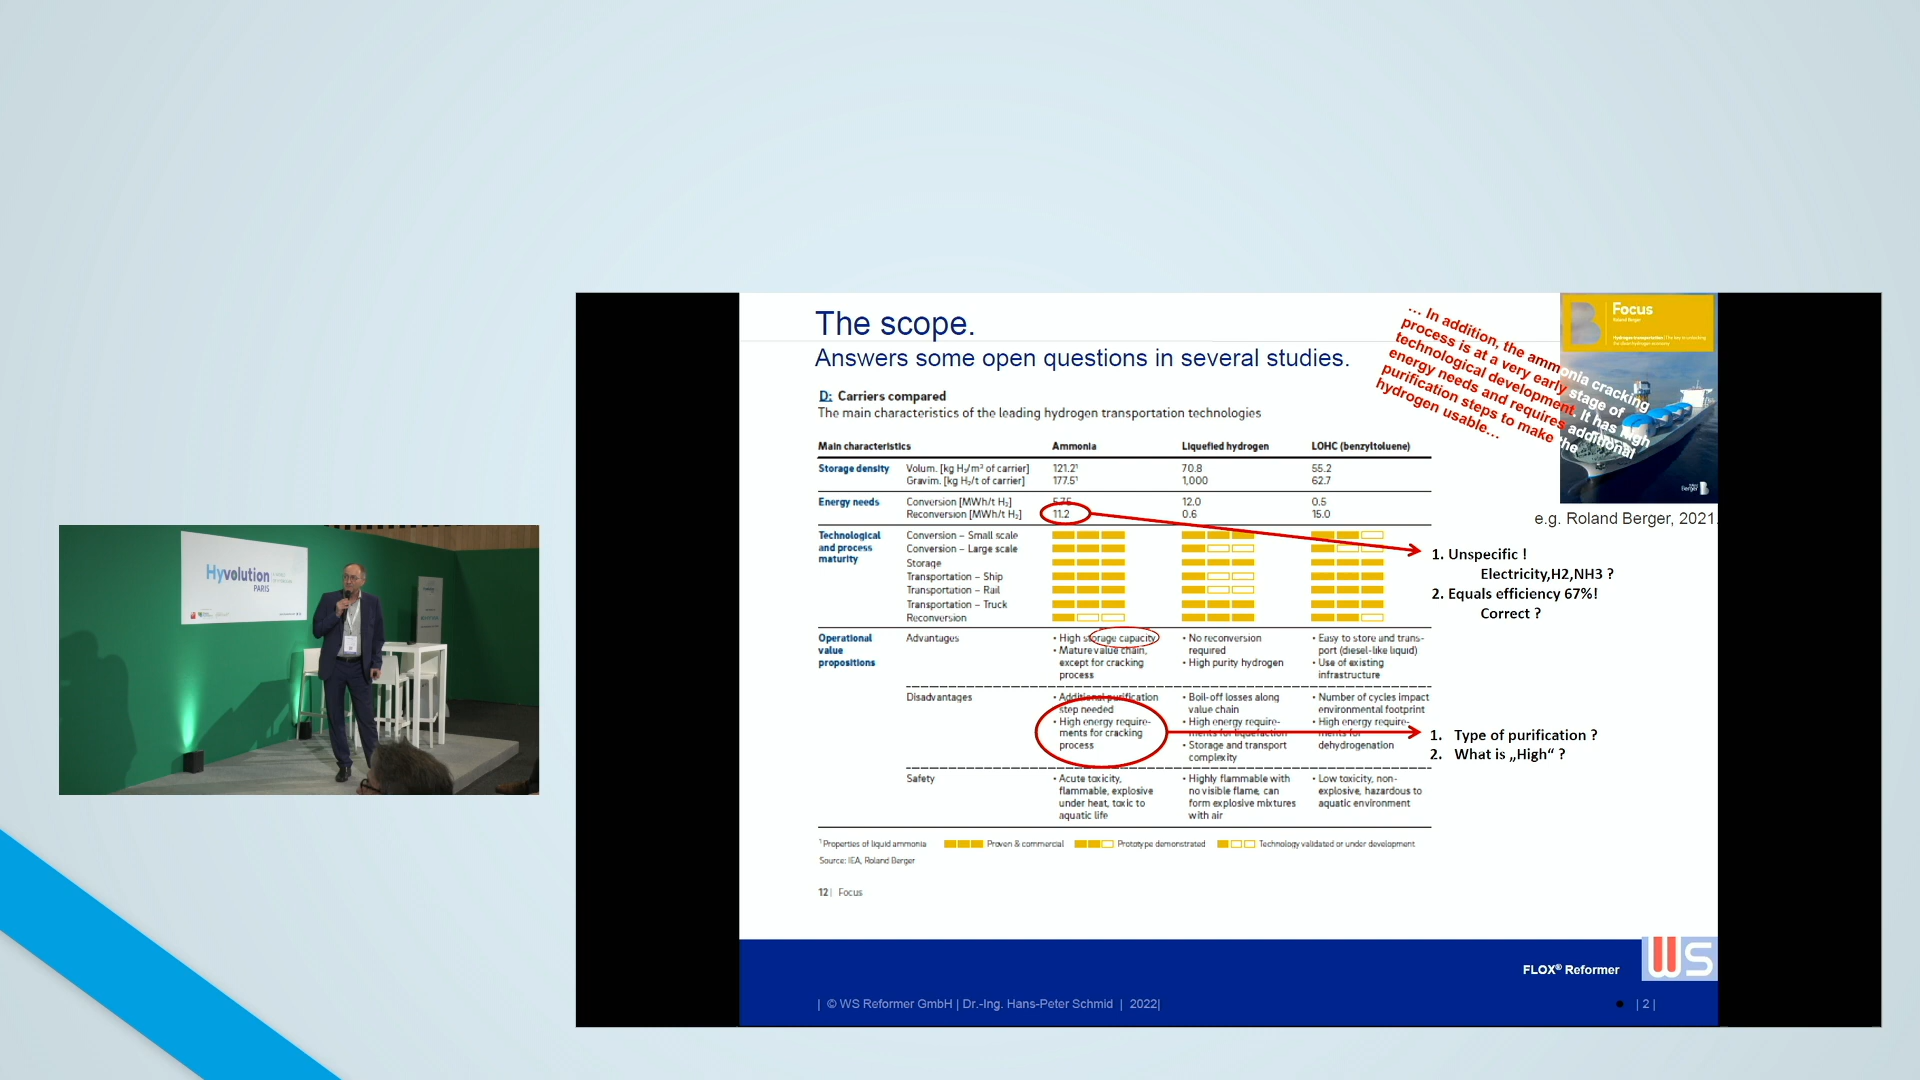 Hyvolution
PARIS
The scope.
Answers some open questions in several studies.
... In addition, the ammonia cracking
process is at a very early stage of
technological development. It has high
energy needs and requires additional
purification steps to make the
hydrogen usable...
Focus
Roland Berger
e.g. Roland Berger, 2021.
D: Carriers compared
The main characteristics of the leading hydrogen transportation technologies
Main characteristics Ammonia Liquefied hydrogen LOHC (benzyltoluene)
Storage density Volum. [kg H₂/m³ of carrier] 121.2¹ 70.8 55.2
Gravim. [kg H₂/t of carrier] 177.5¹ 1,000 62.7
Energy needs Conversion [MWh/t H₂] 5.75 12.0 0.5
Reconversion [MWh/t H₂] 11.2 0.6 15.0
Technological
and process
maturity
Conversion – Small scale
Conversion – Large scale
Storage
Transportation – Ship
Transportation – Rail
Transportation – Truck
Reconversion
1. Unspecific !
Electricity,H2,NH3 ?
2. Equals efficiency 67%!
Correct ?
Operational
value
propositions
Advantages
• High storage capacity
• Mature value chain,
except for cracking
process
• No reconversion
required
• High purity hydrogen
• Easy to store and trans-
port (diesel-like liquid)
• Use of existing
infrastructure
Disadvantages
• Additional purification
step needed
• High energy require-
ments for cracking
process
• Boil-off losses along
value chain
• High energy require-
ments for liquefaction
• Storage and transport
complexity
• Number of cycles impact
environmental footprint
• High energy require-
ments for
dehydrogenation
1. Type of purification ?
2. What is „High“ ?
Safety
• Acute toxicity,
flammable, explosive
under heat, toxic to
aquatic life
• Highly flammable with
no visible flame, can
form explosive mixtures
with air
• Low toxicity, non-
explosive, hazardous to
aquatic environment
¹ Properties of liquid ammonia Proven & commercial Prototype demonstrated Technology validated or under development
Source: IEA, Roland Berger
12 | Focus
FLOX® Reformer
WS
| © WS Reformer GmbH | Dr.-Ing. Hans-Peter Schmid | 2022|
| 2 |